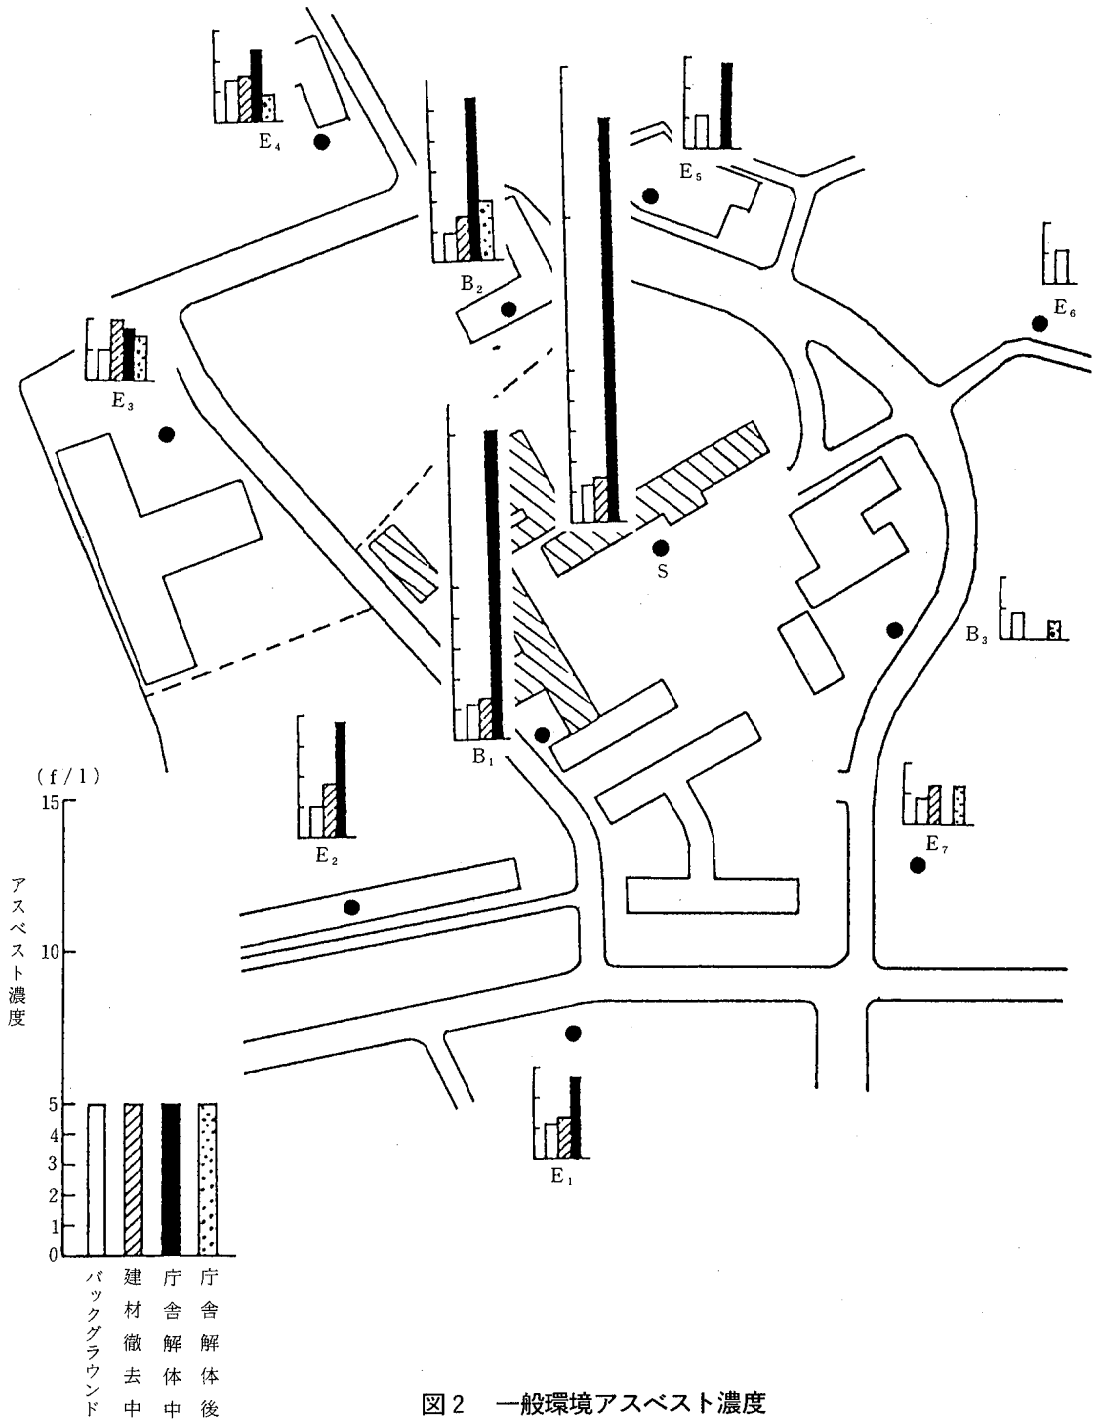 E₄
E₅
B₂
E₆
E₃
S
B₃
B₁
E₂
E₇
E₁
(f/l)
15
10
5
4
3
2
1
0
アスベスト濃度
バックグラウンド
建材徹去中
庁舎解体中
庁舎解体後
図2 一般環境アスベスト濃度